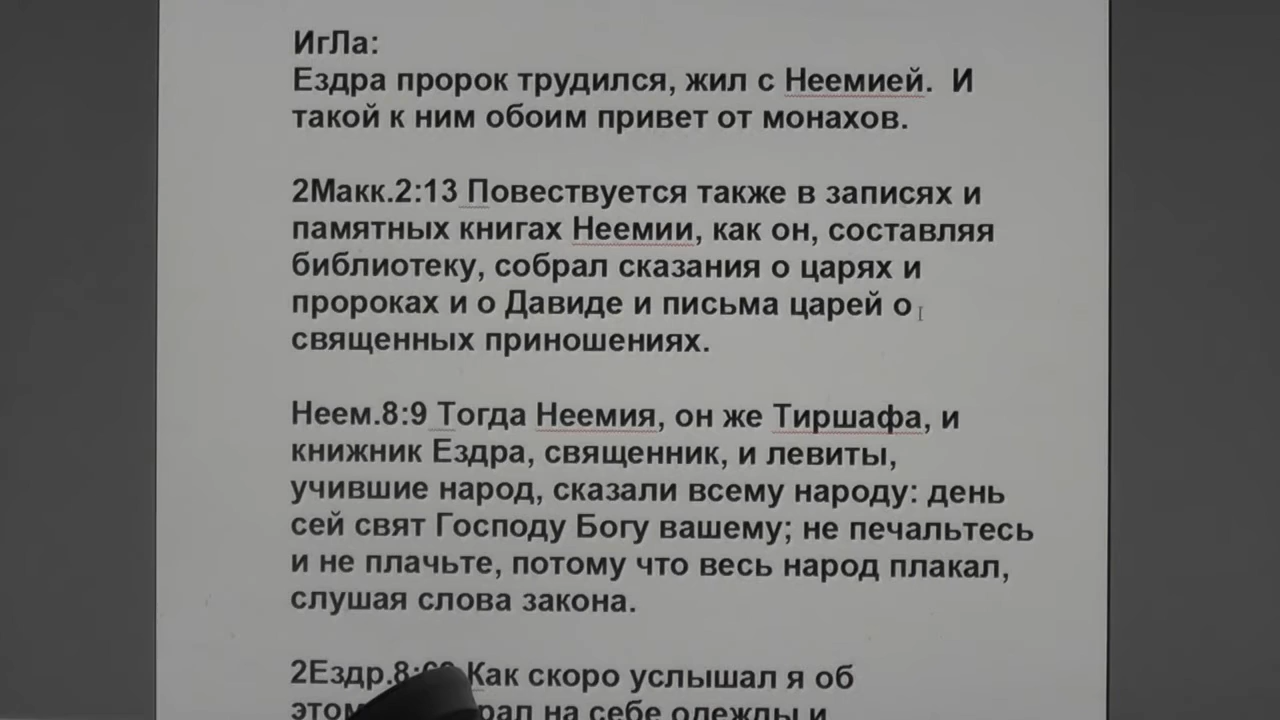 ИгЛа:
Ездра пророк трудился, жил с Неемией. И
такой к ним обоим привет от монахов.
2Макк.2:13 Повествуется также в записях и
памятных книгах Неемии, как он, составляя
библиотеку, собрал сказания о царях и
пророках и о Давиде и письма царей о
священных приношениях.
Неем.8:9 Тогда Неемия, он же Тиршафа, и
книжник Ездра, священник, и левиты,
учившие народ, сказали всему народу: день
сей свят Господу Богу вашему; не печальтесь
и не плачьте, потому что весь народ плакал,
слушая слова закона.
Как скоро услышал я об
на себе одежды и